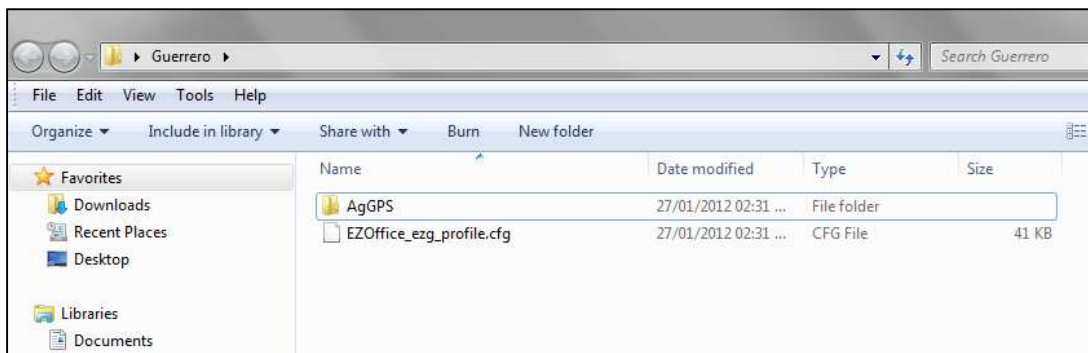 Guerrero
Search Guerrero
File Edit View Tools Help
Organize Include in library Share with Burn New folder
Favorites
Downloads
Recent Places
Desktop
Libraries
Documents
Name Date modified Type Size
AgGPS 27/01/2012 02:31 ... File folder
EZOffice_ezg_profile.cfg 27/01/2012 02:31 ... CFG File 41 KB